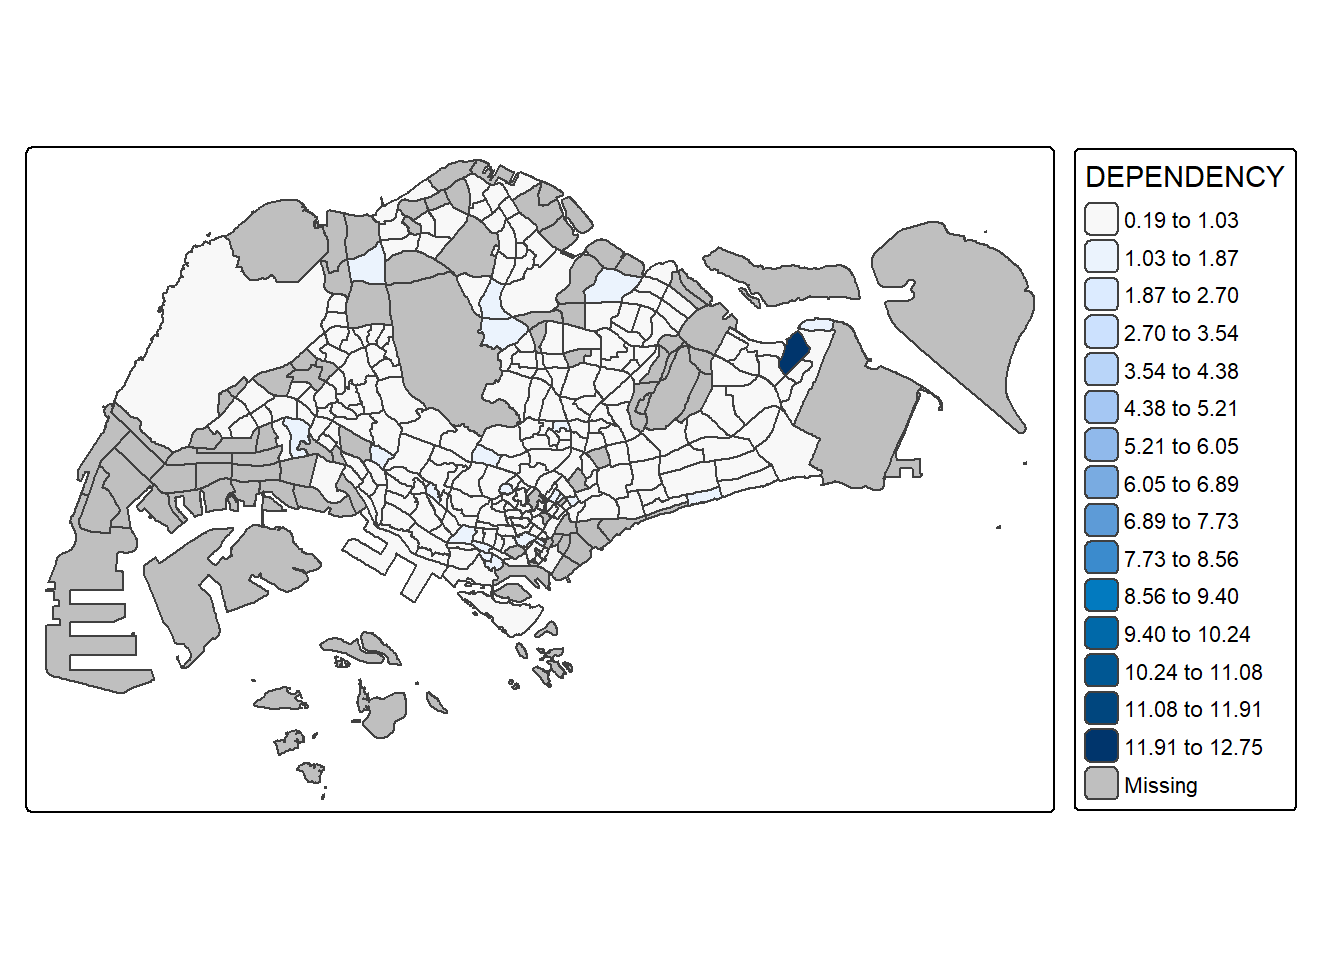 DEPENDENCY
0.19 to 1.03
1.03 to 1.87
1.87 to 2.70
2.70 to 3.54
3.54 to 4.38
4.38 to 5.21
5.21 to 6.05
6.05 to 6.89
6.89 to 7.73
7.73 to 8.56
8.56 to 9.40
9.40 to 10.24
10.24 to 11.08
11.08 to 11.91
11.91 to 12.75
Missing